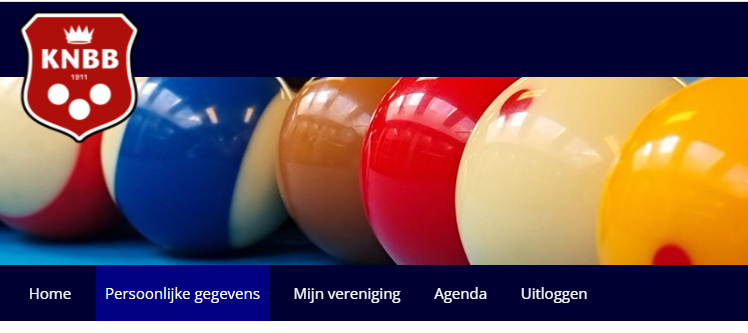 KNBB
1911
Home Persoonlijke gegevens Mijn vereniging Agenda Uitloggen